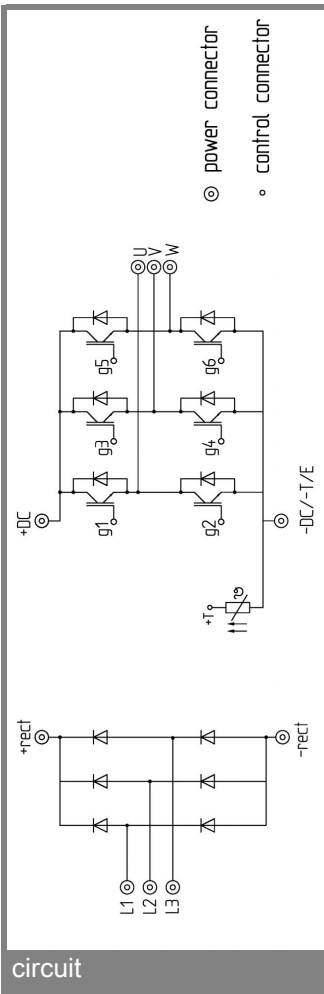 +rect
L1
L2
L3
-rect
+DC
g1
g3
g5
U
V
W
g2
g4
g6
+T
ϑ
-DC/-T/E
power connector
control connector
circuit